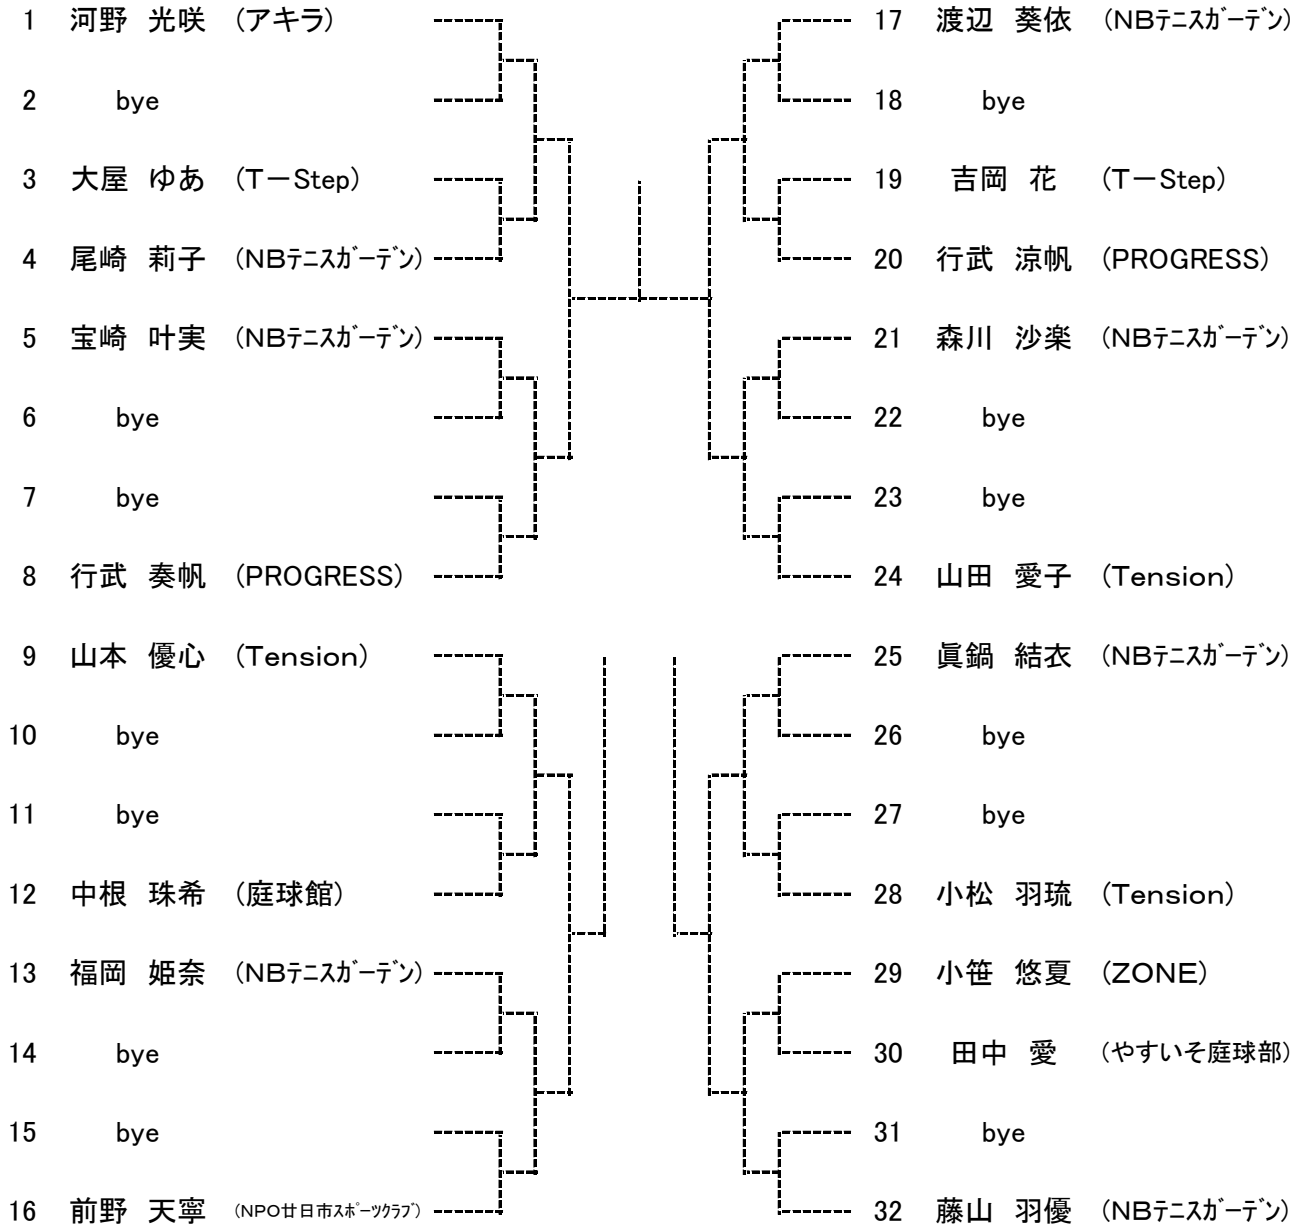 1 河野 光咲 (アキラ)
2 bye
3 大屋 ゆあ (T－Step)
4 尾崎 莉子 (NBﾃﾆｽｶﾞｰﾃﾞﾝ)
5 宝崎 叶実 (NBﾃﾆｽｶﾞｰﾃﾞﾝ)
6 bye
7 bye
8 行武 奏帆 (PROGRESS)
9 山本 優心 (Tension)
10 bye
11 bye
12 中根 珠希 (庭球館)
13 福岡 姫奈 (NBﾃﾆｽｶﾞｰﾃﾞﾝ)
14 bye
15 bye
16 前野 天寧 (NPO廿日市ｽﾎﾟｰﾂｸﾗﾌﾞ)
17 渡辺 葵依 (NBﾃﾆｽｶﾞｰﾃﾞﾝ)
18 bye
19 吉岡 花 (T－Step)
20 行武 涼帆 (PROGRESS)
21 森川 沙楽 (NBﾃﾆｽｶﾞｰﾃﾞﾝ)
22 bye
23 bye
24 山田 愛子 (Tension)
25 眞鍋 結衣 (NBﾃﾆｽｶﾞｰﾃﾞﾝ)
26 bye
27 bye
28 小松 羽琉 (Tension)
29 小笹 悠夏 (ZONE)
30 田中 愛 (やすいそ庭球部)
31 bye
32 藤山 羽優 (NBﾃﾆｽｶﾞｰﾃﾞﾝ)